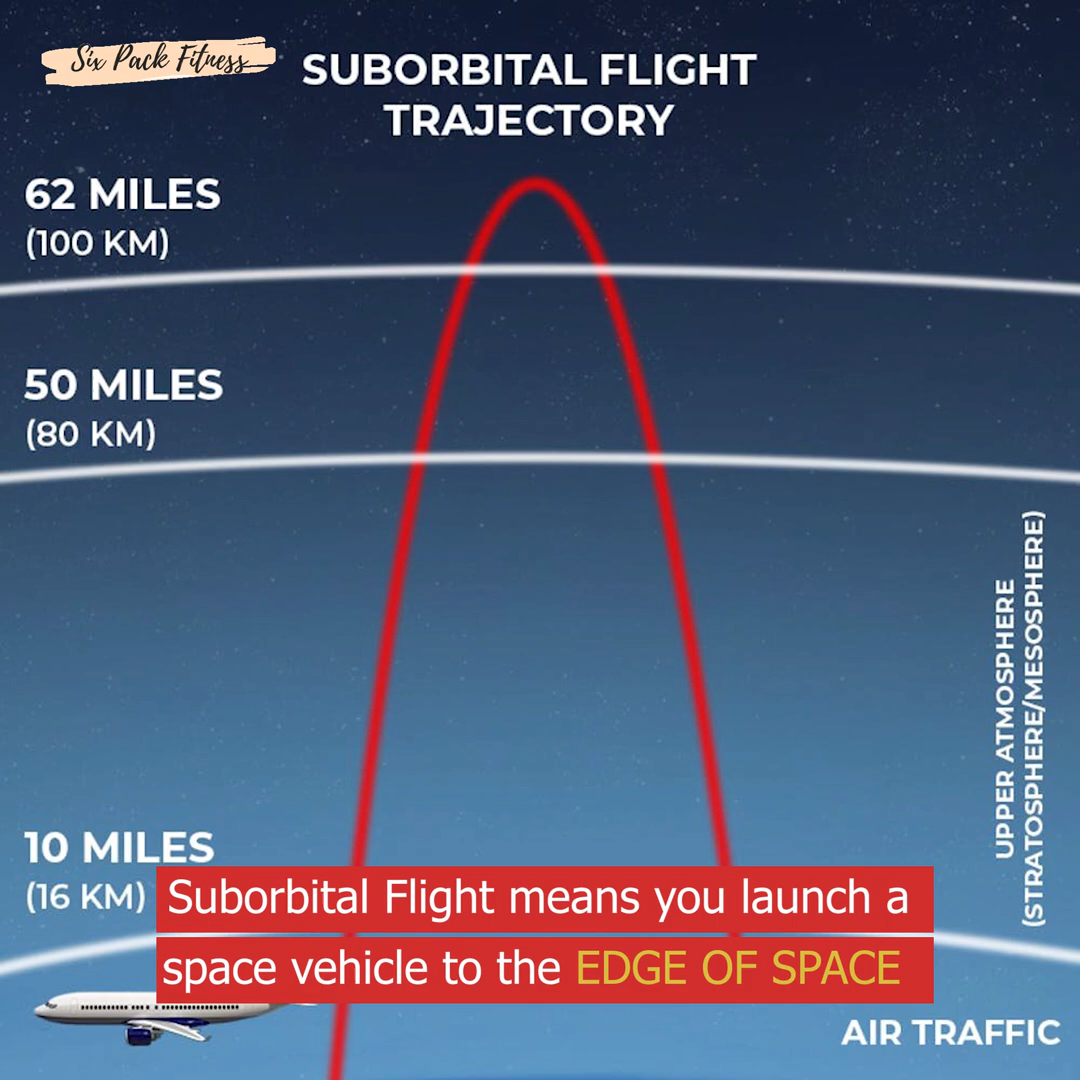 Six Pack Fitness
SUBORBITAL FLIGHT
TRAJECTORY
62 MILES
(100 KM)
50 MILES
(80 KM)
UPPER ATMOSPHERE
(STRATOSPHERE/MESOSPHERE)
10 MILES
(16 KM)
Suborbital Flight means you launch a
space vehicle to the EDGE OF SPACE
AIR TRAFFIC